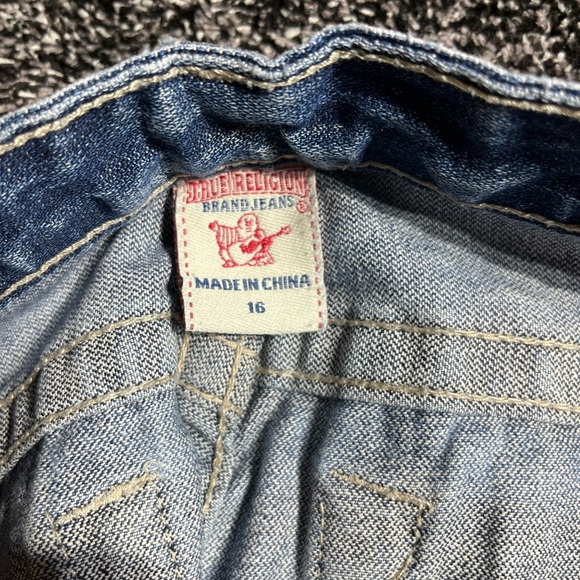 TRUE RELIGION
BRAND JEANS ®
MADE IN CHINA
16